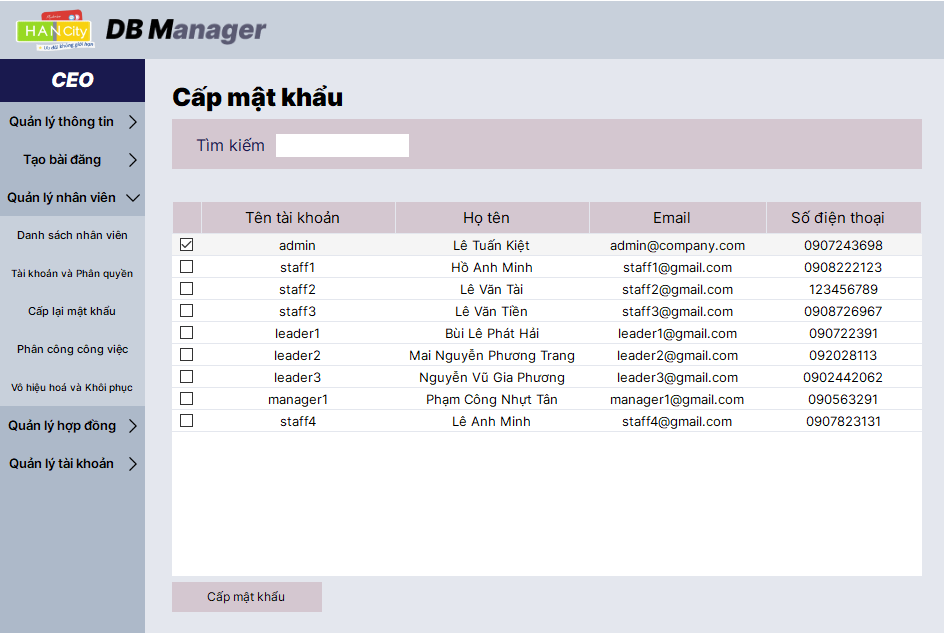 HANCity
Ưu đãi không giới hạn
DB Manager
CEO
Quản lý thông tin
Tạo bài đăng
Quản lý nhân viên
Danh sách nhân viên
Tài khoản và Phân quyền
Cấp lại mật khẩu
Phân công công việc
Vô hiệu hoá và Khôi phục
Quản lý hợp đồng
Quản lý tài khoản
Cấp mật khẩu
Tìm kiếm
Tên tài khoản Họ tên Email Số điện thoại
admin Lê Tuấn Kiệt admin@company.com 0907243698
staff1 Hồ Anh Minh staff1@gmail.com 0908222123
staff2 Lê Văn Tài staff2@gmail.com 123456789
staff3 Lê Văn Tiền staff3@gmail.com 0908726967
leader1 Bùi Lê Phát Hải leader1@gmail.com 090722391
leader2 Mai Nguyễn Phương Trang leader2@gmail.com 092028113
leader3 Nguyễn Vũ Gia Phương leader3@gmail.com 0902442062
manager1 Phạm Công Nhựt Tân manager1@gmail.com 090563291
staff4 Lê Anh Minh staff4@gmail.com 0907823131
Cấp mật khẩu